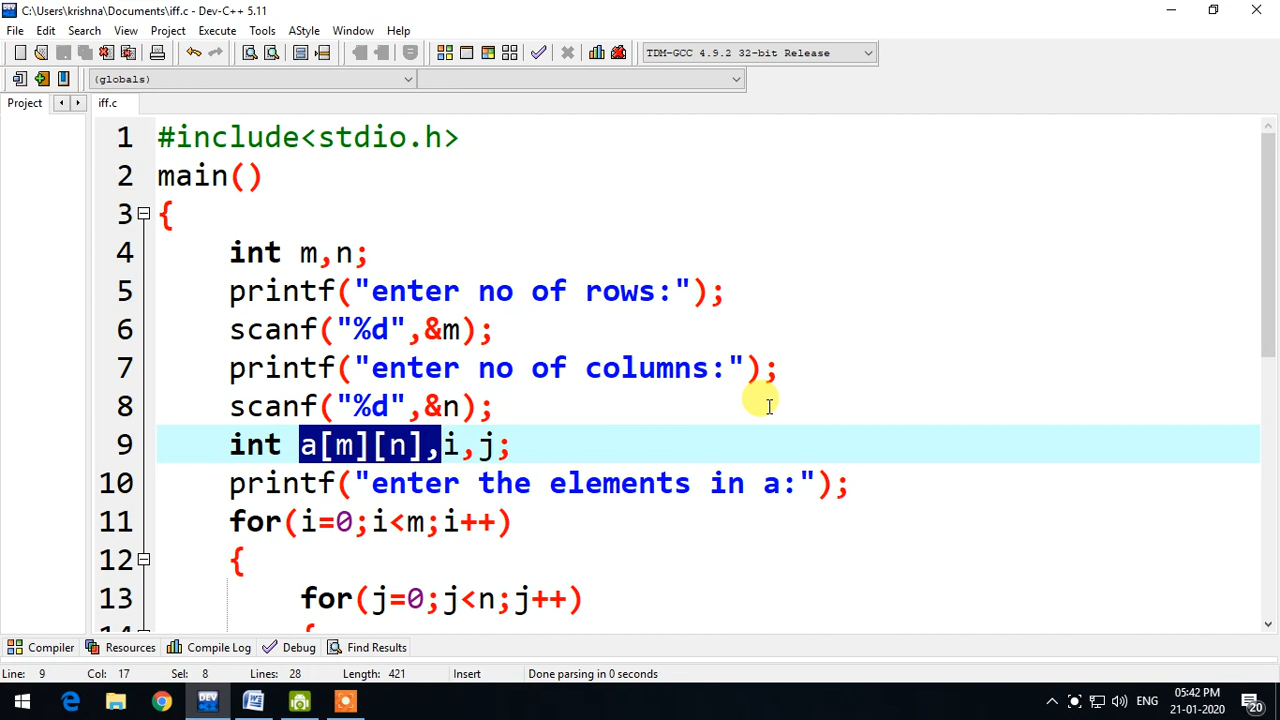 C:\Users\krishna\Documents\iff.c - Dev-C++ 5.11
File Edit Search View Project Execute Tools AStyle Window Help
TDM-GCC 4.9.2 32-bit Release
(globals)
Project iff.c
1 #include<stdio.h>
2 main()
3 {
4 int m,n;
5 printf("enter no of rows:");
6 scanf("%d",&m);
7 printf("enter no of columns:");
8 scanf("%d",&n);
9 int a[m][n],i,j;
10 printf("enter the elements in a:");
11 for(i=0;i<m;i++)
12 {
13 for(j=0;j<n;j++)
Compiler Resources Compile Log Debug Find Results
Line: 9 Col: 17 Sel: 8 Lines: 28 Length: 421 Insert Done parsing in 0 seconds
DEV W ENG 05:42 PM
21-01-2020 20